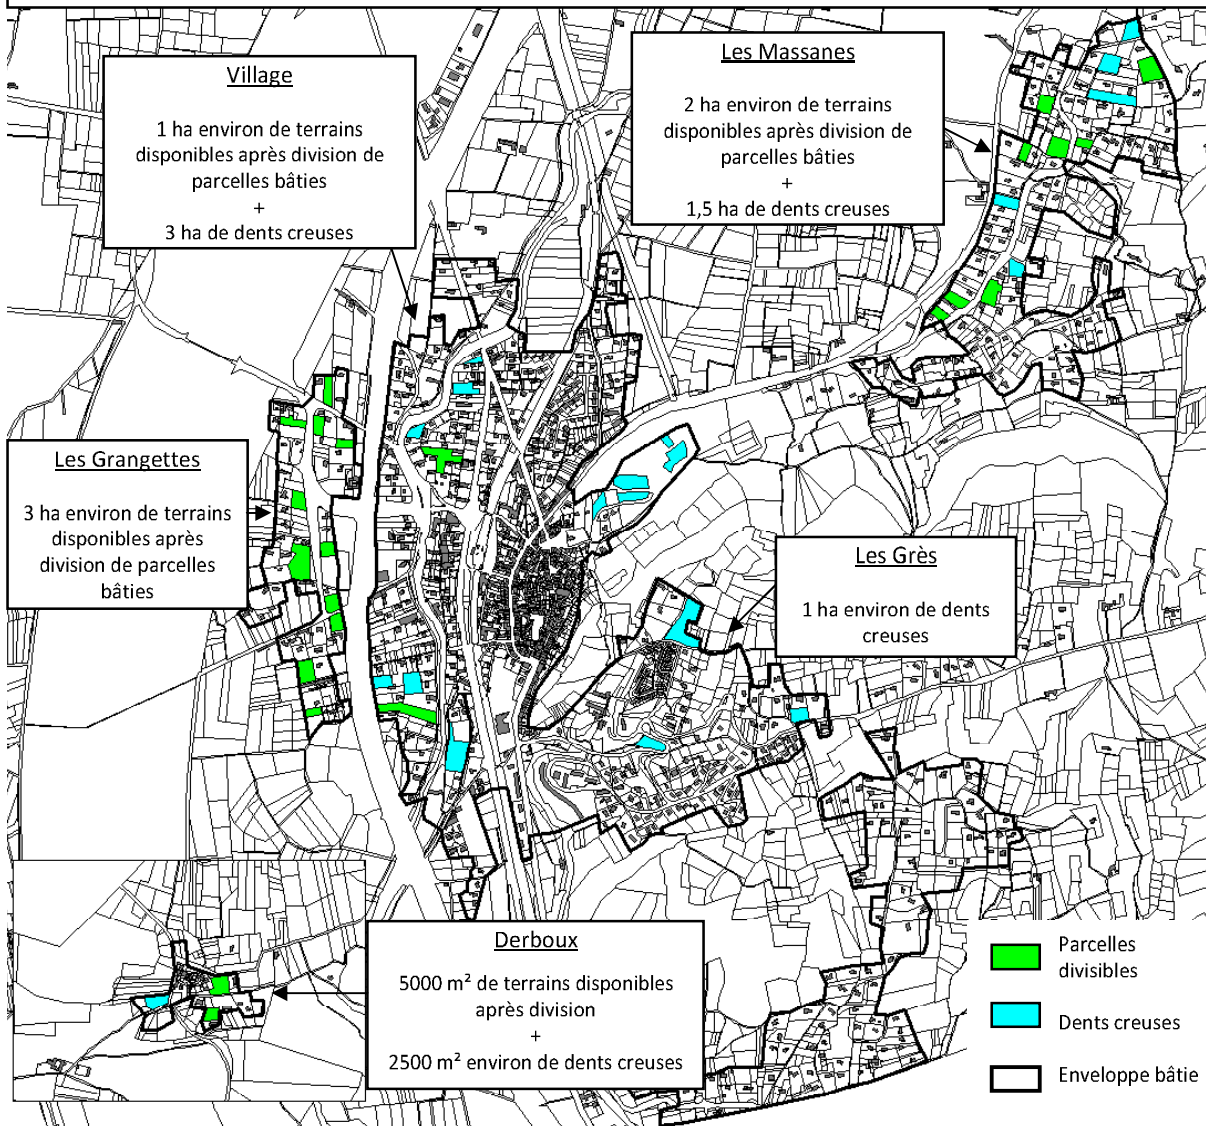 Village
1 ha environ de terrains
disponibles après division de
parcelles bâties
+
3 ha de dents creuses
Les Massanes
2 ha environ de terrains
disponibles après division de
parcelles bâties
+
1,5 ha de dents creuses
Les Grangettes
3 ha environ de terrains
disponibles après
division de parcelles
bâties
Les Grès
1 ha environ de dents
creuses
Derboux
5000 m² de terrains disponibles
après division
+
2500 m² environ de dents creuses
Parcelles
divisibles
Dents creuses
Enveloppe bâtie